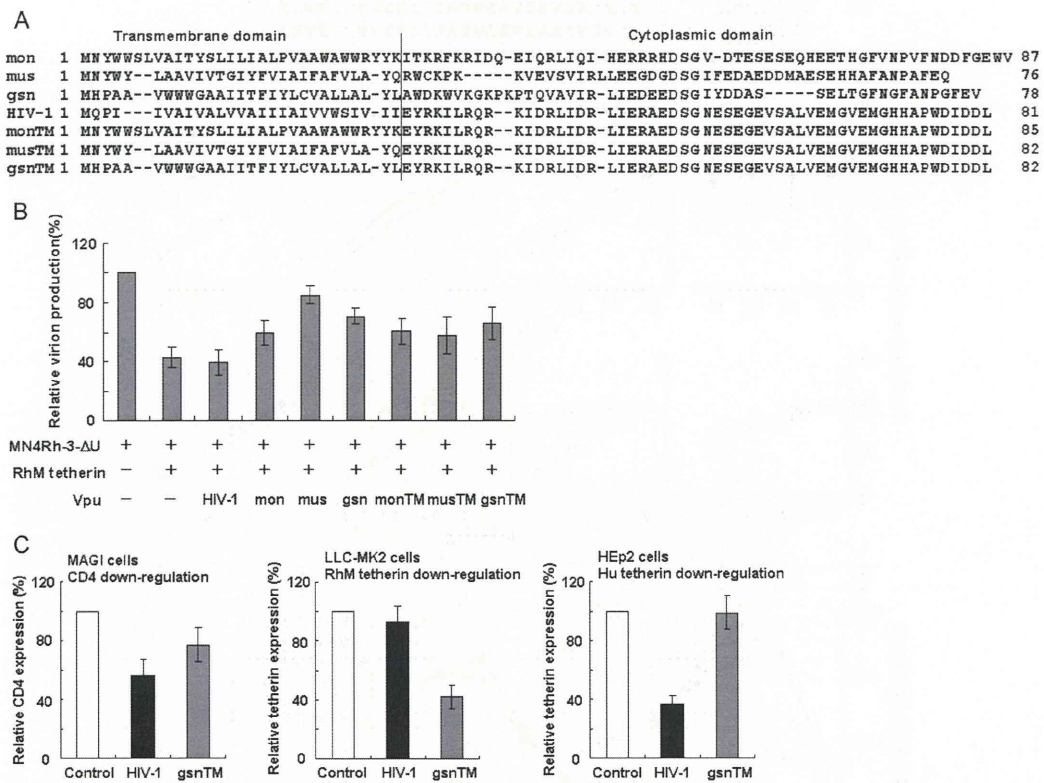 A
Transmembrane domain Cytoplasmic domain
mon 1 MNYWWSLVAITYSLILIALPVAAWAWWRYYKITKRFKRIDQ-EIQRLIQI-HERRRHDSGV-DTESESEQHEETHGFVNPVFNDDFGEWV 87
mus 1 MNYWY--LAAVIVTGIYFVAIFAFVLA-YQRWCKPK-----KVEVSVIRLLEEGDGDSGIFEDAEDDMAESEHHAFANPAFEQ 76
gsn 1 MHPAA--VWWWGAAIITFIYLCVALLAL-YLAWDKWVKGKPKPTQVAVIR-LIEDEEDSGIYDDAS-----SELTGFNGFANPGFEV 78
HIV-1 1 MQPI---IVAIVALVVAIIIAIVVWSIV-IIEYRKILRQR--KIDRLIDR-LIERAEDSGNESEGEVSALVEMGVEMGHHAPWDIDDL 81
monTM 1 MNYWWSLVAITYSLILIALPVAAWAWWRYYKEYRKILRQR--KIDRLIDR-LIERAEDSGNESEGEVSALVEMGVEMGHHAPWDIDDL 85
musTM 1 MNYWY--LAAVIVTGIYFVAIFAFVLA-YQEYRKILRQR--KIDRLIDR-LIERAEDSGNESEGEVSALVEMGVEMGHHAPWDIDDL 82
gsnTM 1 MHPAA--VWWWGAAIITFIYLCVALLAL-YLEYRKILRQR--KIDRLIDR-LIERAEDSGNESEGEVSALVEMGVEMGHHAPWDIDDL 82
B
Relative virion production(%)
120
80
40
0
MN4Rh-3-ΔU + + + + + + + + +
RhM tetherin − + + + + + + + +
Vpu − − HIV-1 mon mus gsn monTM musTM gsnTM
C
MAGI cells
CD4 down-regulation
Relative CD4 expression (%)
120
80
40
0
Control HIV-1 gsnTM
LLC-MK2 cells
RhM tetherin down-regulation
Relative tetherin expression (%)
120
80
40
0
Control HIV-1 gsnTM
HEp2 cells
Hu tetherin down-regulation
Relative tetherin expression (%)
120
80
40
0
Control HIV-1 gsnTM